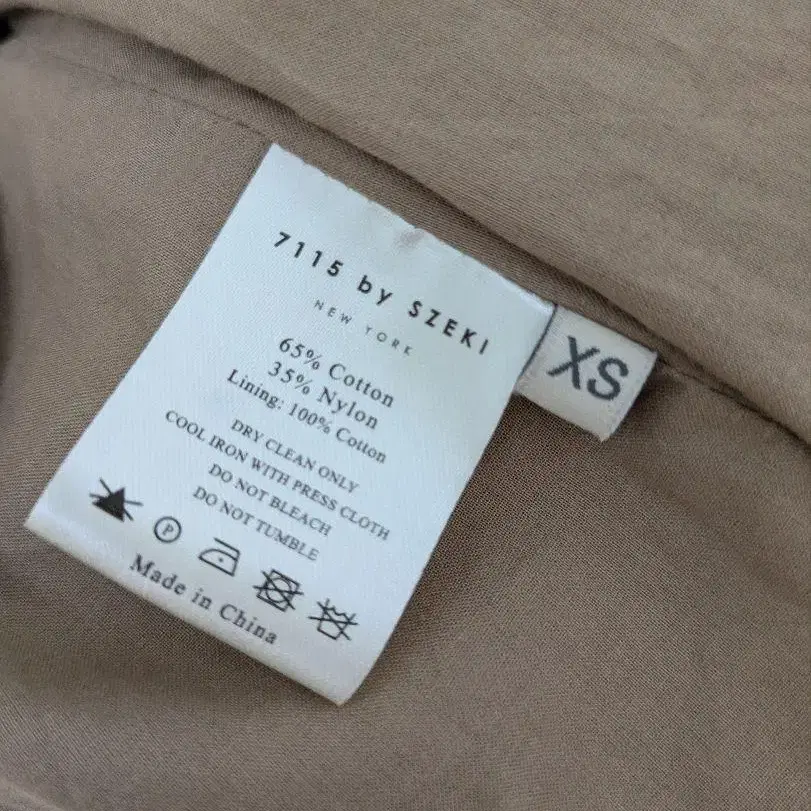 7115 by SZEKI
NEW YORK
XS
65% Cotton
35% Nylon
Lining: 100% Cotton
DRY CLEAN ONLY
COOL IRON WITH PRESS CLOTH
DO NOT BLEACH
DO NOT TUMBLE
P
Made in China